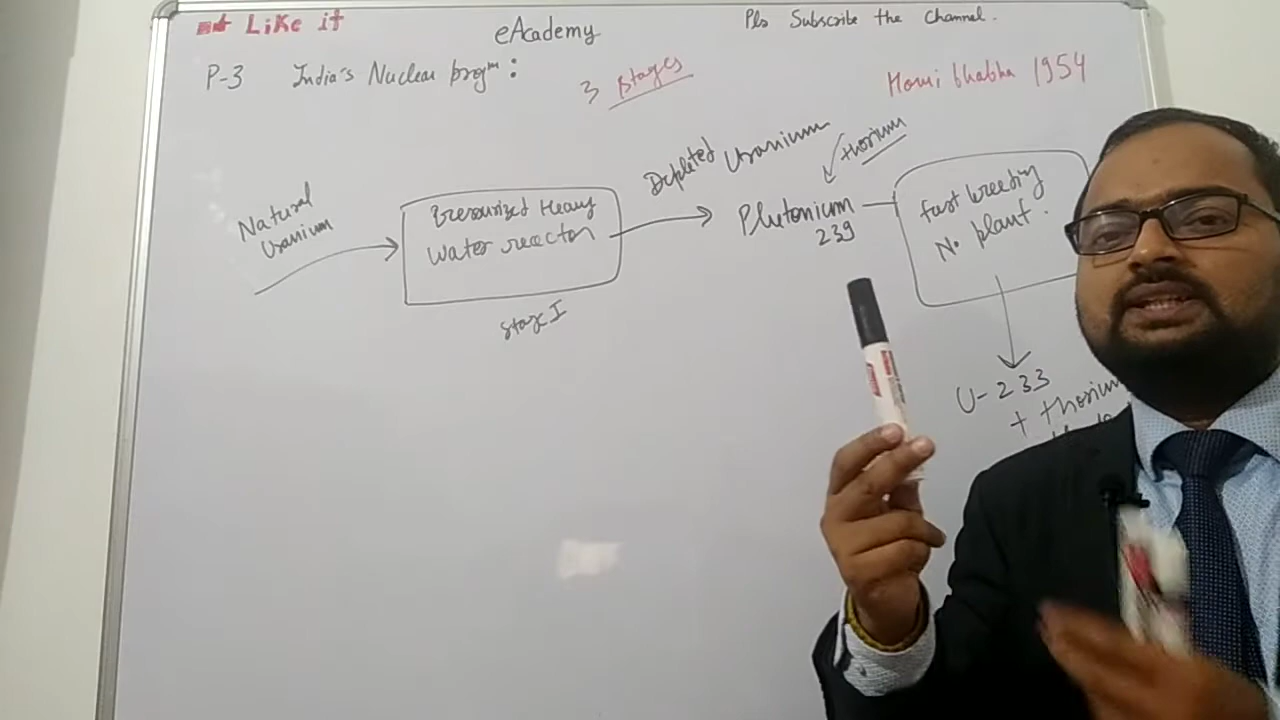 Like it
eAcademy
Pls Subscribe the Channel.
P-3 India's Nuclear progm:
3 stages
Homi bhabha 1954
Natural
Uranium
Pressurized Heavy
Water reactor
Stage I
Depleted Uranium
thorium
Plutonium
239
fast breeding
N. plant.
U-233
+ thorium